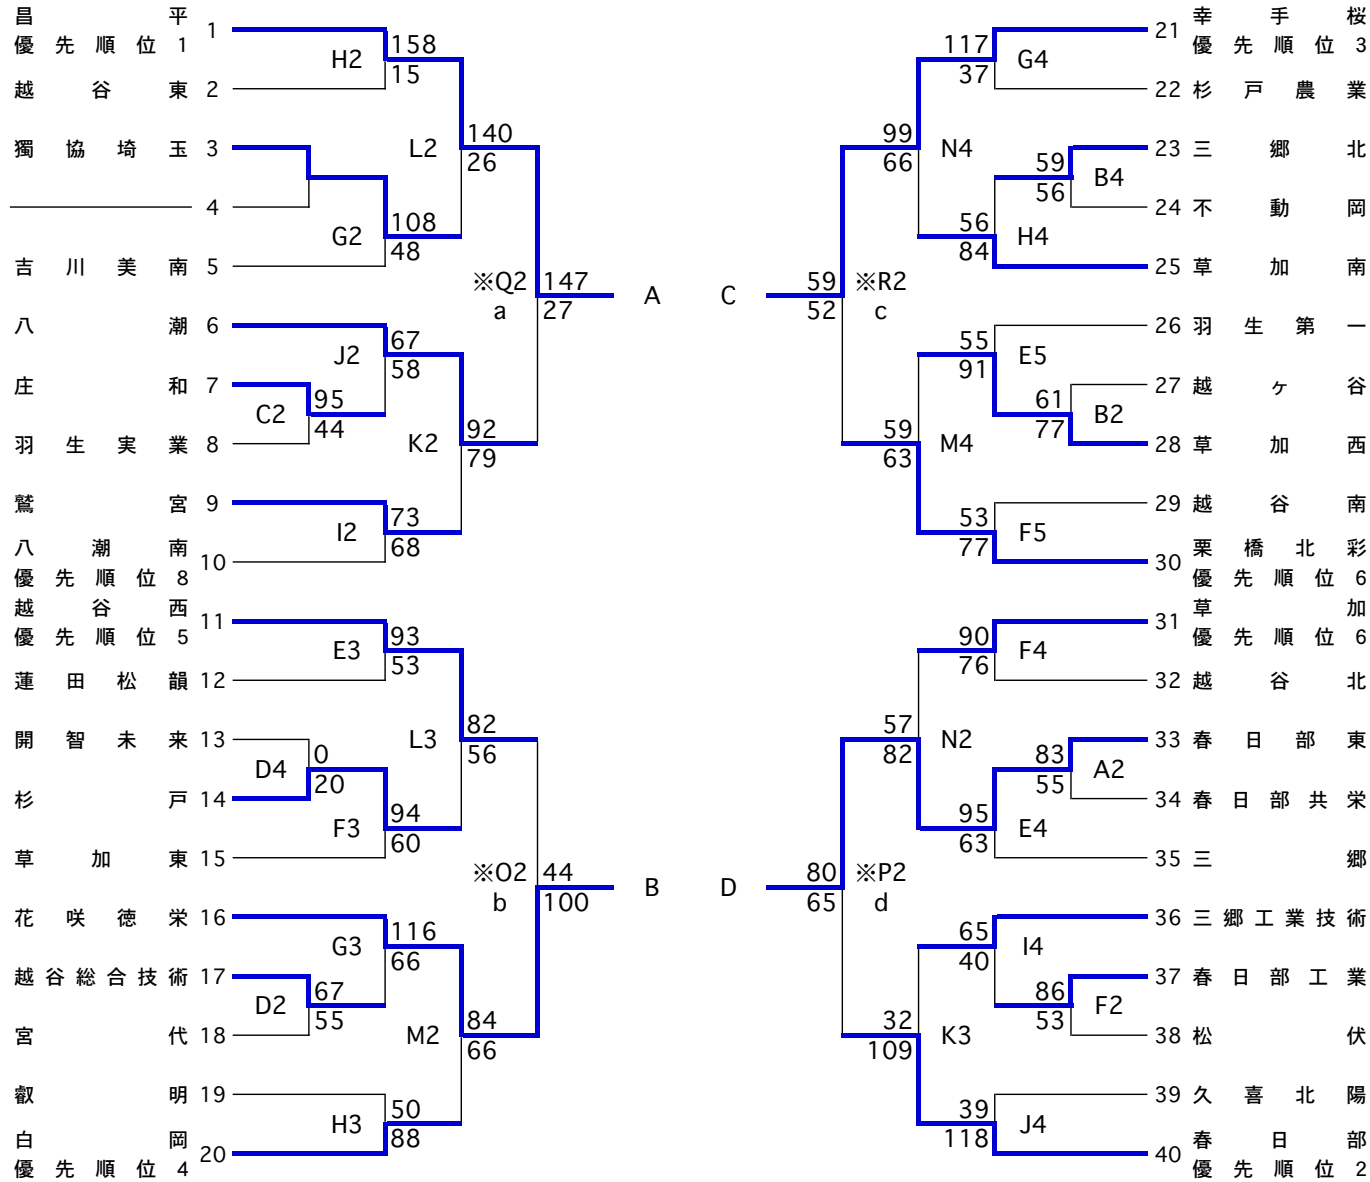 昌平 1
優先順位1
H2 158
15
越谷東 2
獨協埼玉 3
L2 140
26
4
G2 108
48
吉川美南 5
※Q2 147 A
a 27
八潮 6
J2 67
58
庄和 7
C2 95
44
羽生実業 8
K2 92
79
鷲宮 9
I2 73
68
八潮南 10
優先順位8
越谷西 11
優先順位5
E3 93
53
蓮田松韻 12
開智未来 13
L3 82
56
D4 0
20
杉戸 14
F3 94
60
草加東 15
※O2 44 B
b 100
花咲徳栄 16
G3 116
66
越谷総合技術 17
D2 67
55
宮代 18
M2 84
66
叡明 19
H3 50
88
白岡 20
優先順位4
21 幸手桜
優先順位3
117 G4
37
22 杉戸農業
99 N4
66
23 三郷北
59 B4
56
24 不動岡
56 H4
84
25 草加南
C 59 ※R2
52 c
26 羽生第一
55 E5
91
27 越ヶ谷
61 B2
77
28 草加西
59 M4
63
29 越谷南
53 F5
77
30 栗橋北彩
優先順位6
31 草加
優先順位6
90 F4
76
32 越谷北
57 N2
82
33 春日部東
83 A2
55
34 春日部共栄
95 E4
63
35 三郷
D 80 ※P2
65 d
36 三郷工業技術
65 I4
40
37 春日部工業
86 F2
53
38 松伏
32 K3
109
39 久喜北陽
39 J4
118
40 春日部
優先順位2